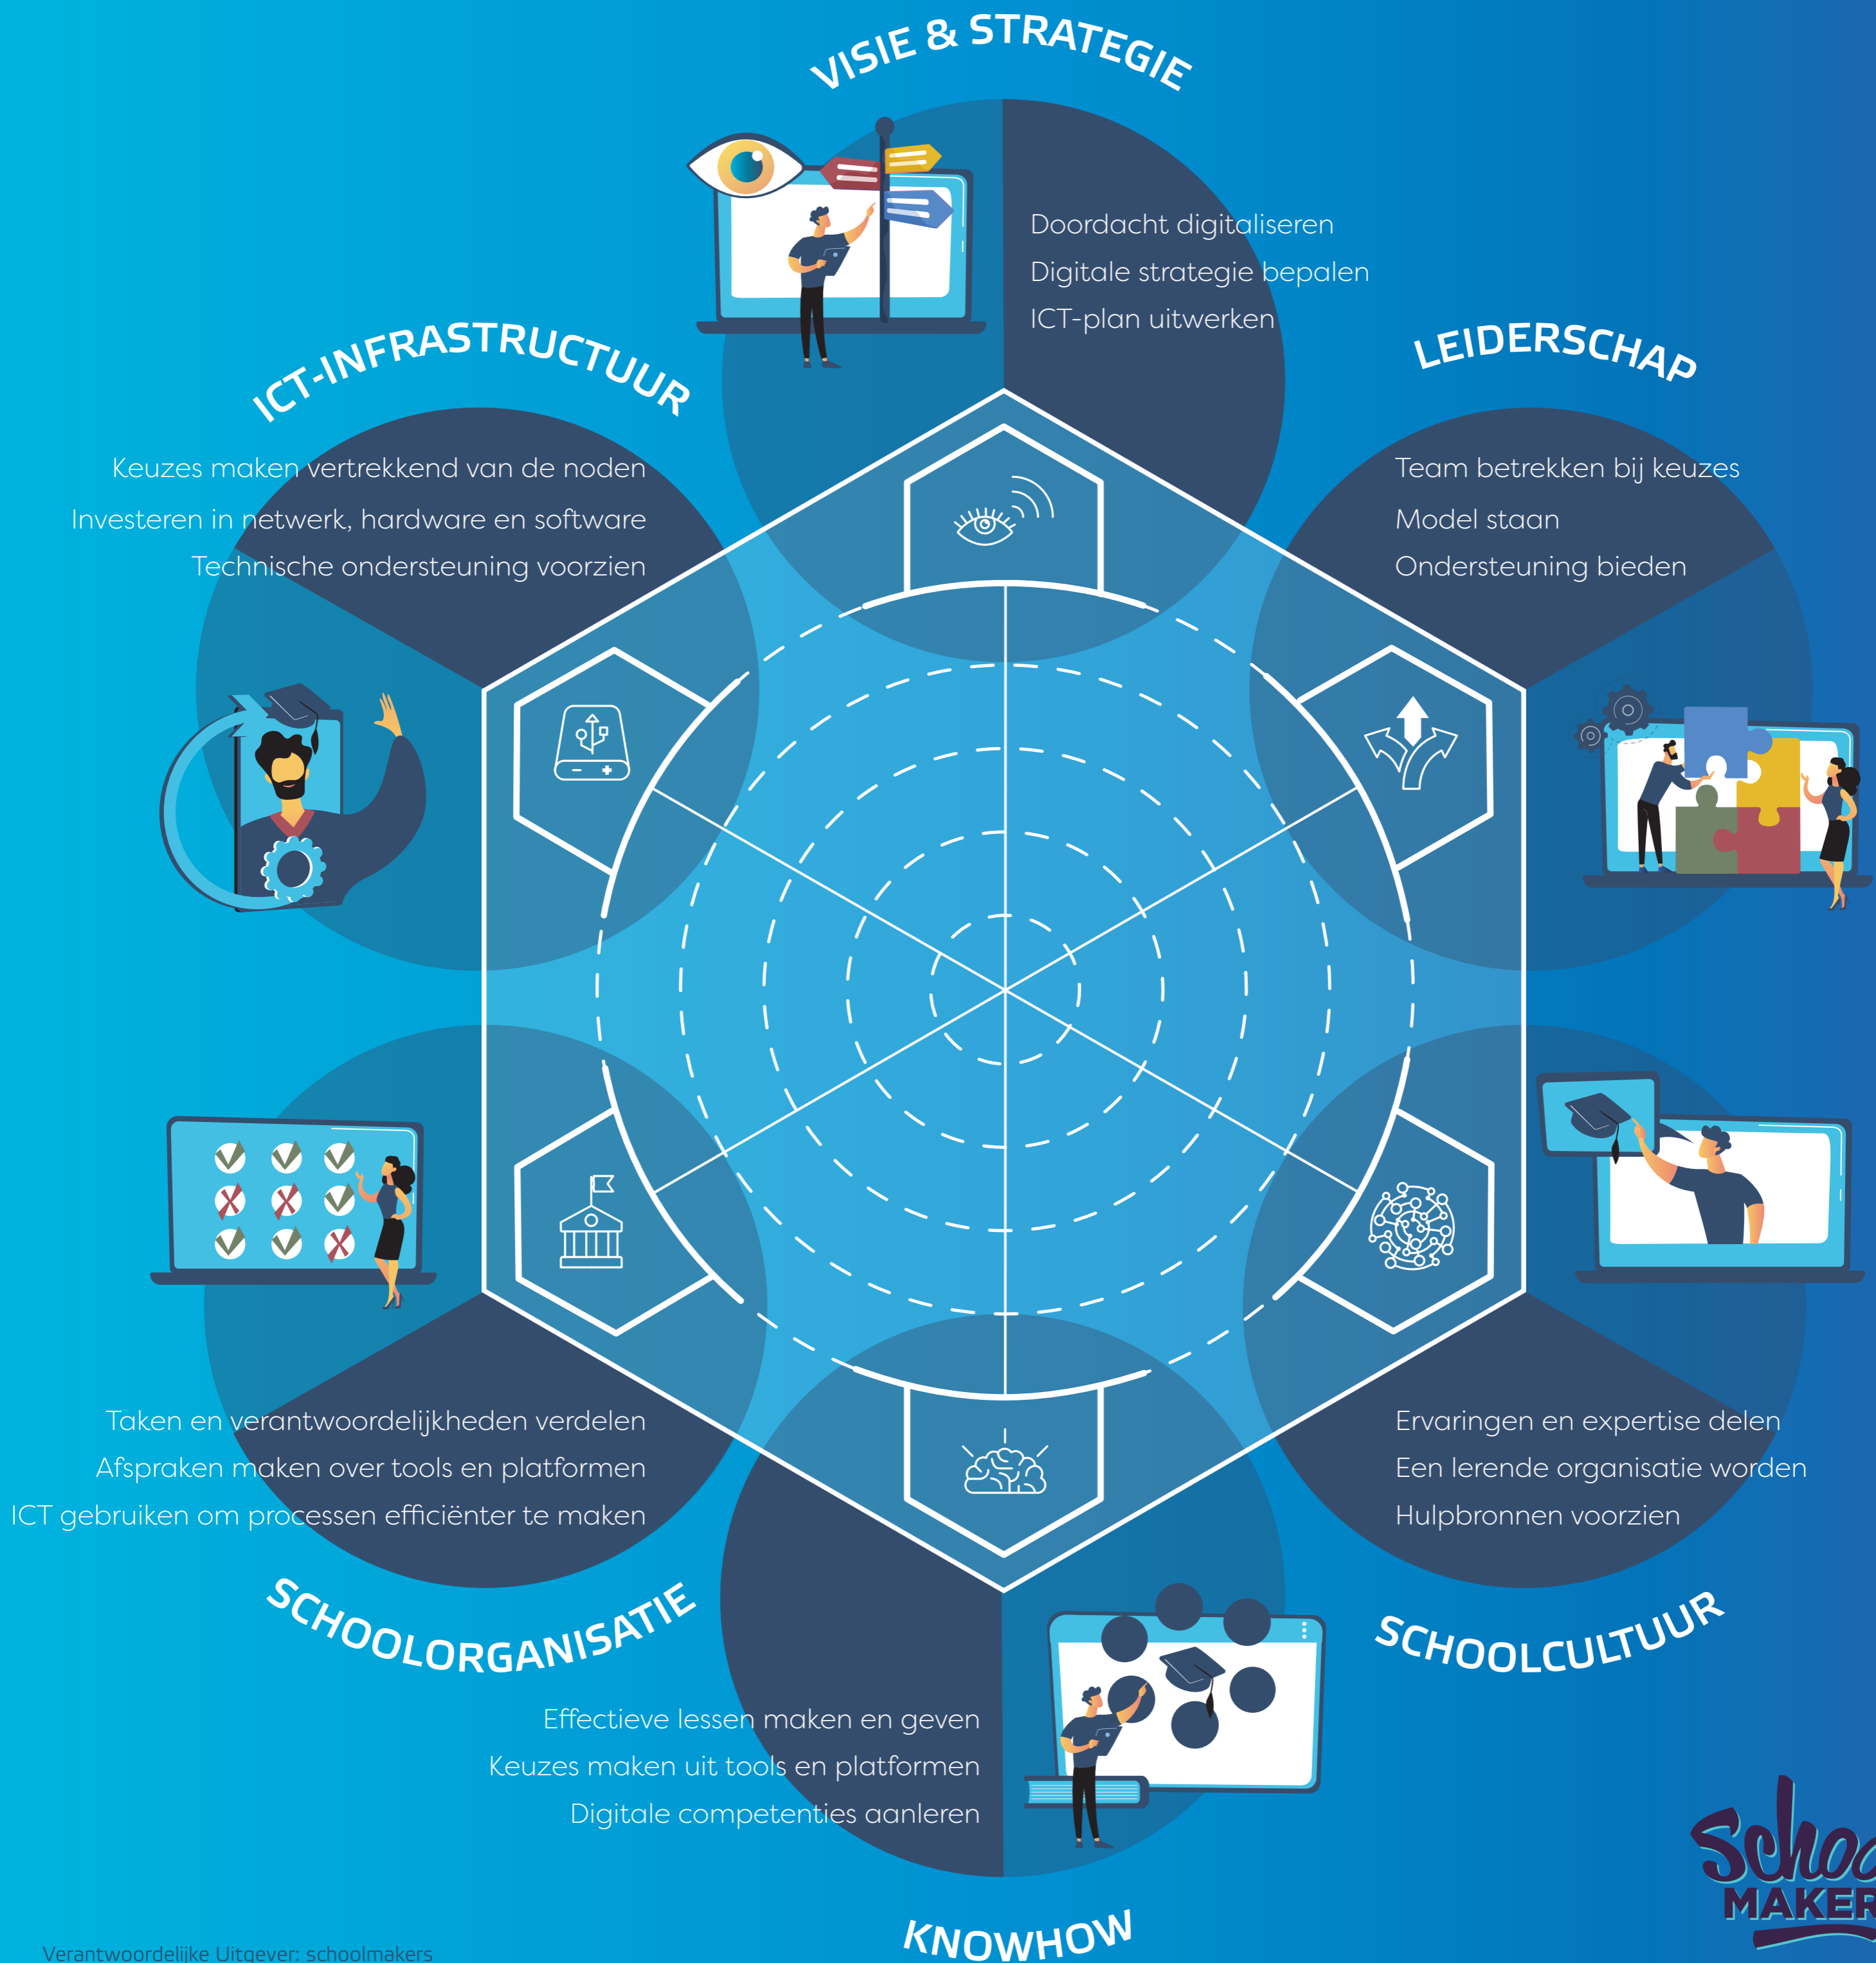 VISIE & STRATEGIE
Doordacht digitaliseren
Digitale strategie bepalen
ICT-plan uitwerken
ICT-INFRASTRUCTUUR
Keuzes maken vertrekkend van de noden
Investeren in netwerk, hardware en software
Technische ondersteuning voorzien
LEIDERSCHAP
Team betrekken bij keuzes
Model staan
Ondersteuning bieden
Taken en verantwoordelijkheden verdelen
Afspraken maken over tools en platformen
ICT gebruiken om processen efficiënter te maken
SCHOOLORGANISATIE
Ervaringen en expertise delen
Een lerende organisatie worden
Hulpbronnen voorzien
SCHOOLCULTUUR
Effectieve lessen maken en geven
Keuzes maken uit tools en platformen
Digitale competenties aanleren
KNOWHOW
Schoo
MAKER
Verantwoordelijke Uitgever: schoolmakers